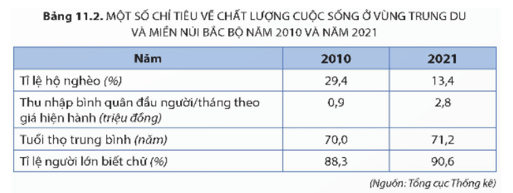 Bảng 11.2. MỘT SỐ CHỈ TIÊU VỀ CHẤT LƯỢNG CUỘC SỐNG Ở VÙNG TRUNG DU
VÀ MIỀN NÚI BẮC BỘ NĂM 2010 VÀ NĂM 2021
Năm 2010 2021
Tỉ lệ hộ nghèo (%) 29,4 13,4
Thu nhập bình quân đầu người/tháng theo
giá hiện hành (triệu đồng) 0,9 2,8
Tuổi thọ trung bình (năm) 70,0 71,2
Tỉ lệ người lớn biết chữ (%) 88,3 90,6
(Nguồn: Tổng cục Thống kê)